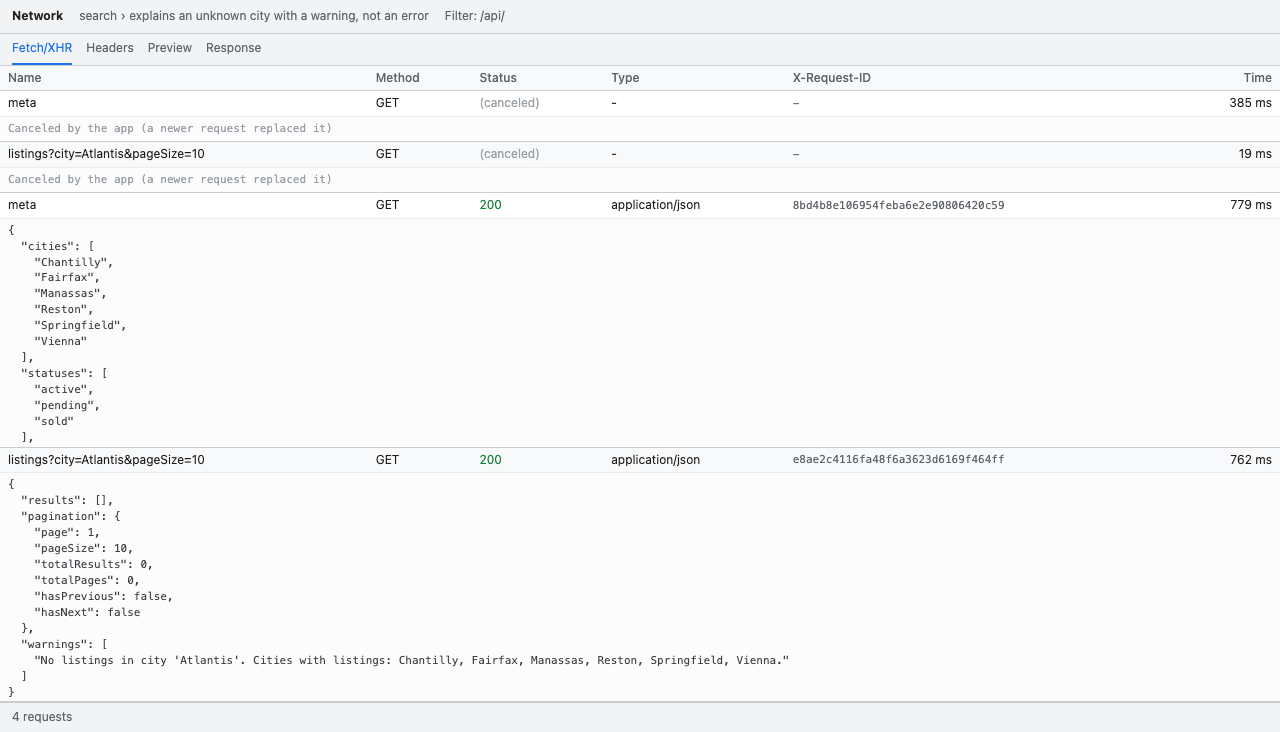 Network search › explains an unknown city with a warning, not an error Filter: /api/
Fetch/XHR Headers Preview Response
Name Method Status Type X-Request-ID Time
meta GET (canceled) - – 385 ms
Canceled by the app (a newer request replaced it)
listings?city=Atlantis&pageSize=10 GET (canceled) - – 19 ms
Canceled by the app (a newer request replaced it)
meta GET 200 application/json 8bd4b8e106954feba6e2e90806420c59 779 ms
{
  "cities": [
    "Chantilly",
    "Fairfax",
    "Manassas",
    "Reston",
    "Springfield",
    "Vienna"
  ],
  "statuses": [
    "active",
    "pending",
    "sold"
  ],
listings?city=Atlantis&pageSize=10 GET 200 application/json e8ae2c4116fa48f6a3623d6169f464ff 762 ms
{
  "results": [],
  "pagination": {
    "page": 1,
    "pageSize": 10,
    "totalResults": 0,
    "totalPages": 0,
    "hasPrevious": false,
    "hasNext": false
  },
  "warnings": [
    "No listings in city 'Atlantis'. Cities with listings: Chantilly, Fairfax, Manassas, Reston, Springfield, Vienna."
  ]
}
4 requests